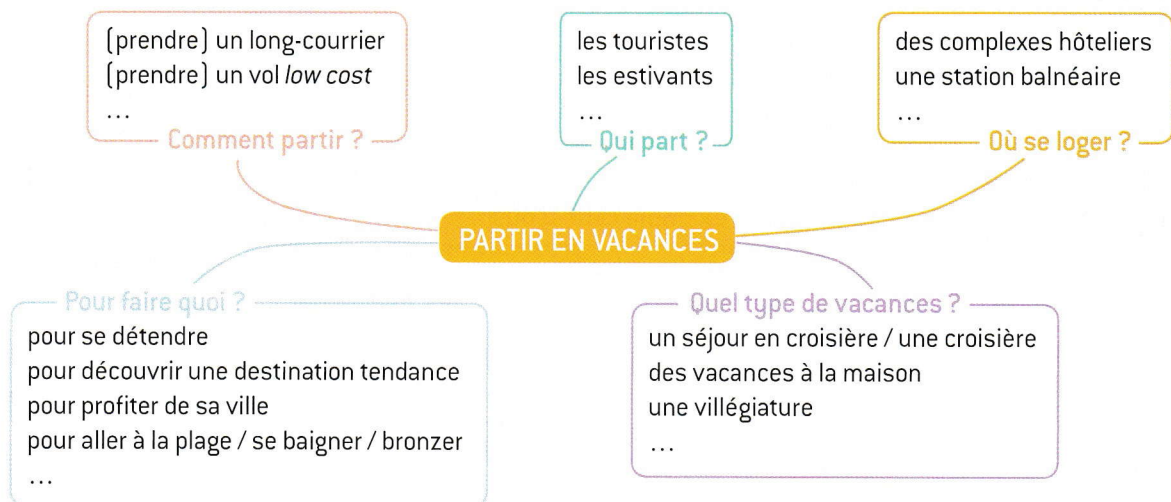 (prendre) un long-courrier
(prendre) un vol low cost
...
Comment partir ?
les touristes
les estivants
...
Qui part ?
des complexes hôteliers
une station balnéaire
...
Où se loger ?
PARTIR EN VACANCES
Pour faire quoi ?
pour se détendre
pour découvrir une destination tendance
pour profiter de sa ville
pour aller à la plage / se baigner / bronzer
...
Quel type de vacances ?
un séjour en croisière / une croisière
des vacances à la maison
une villégiature
...